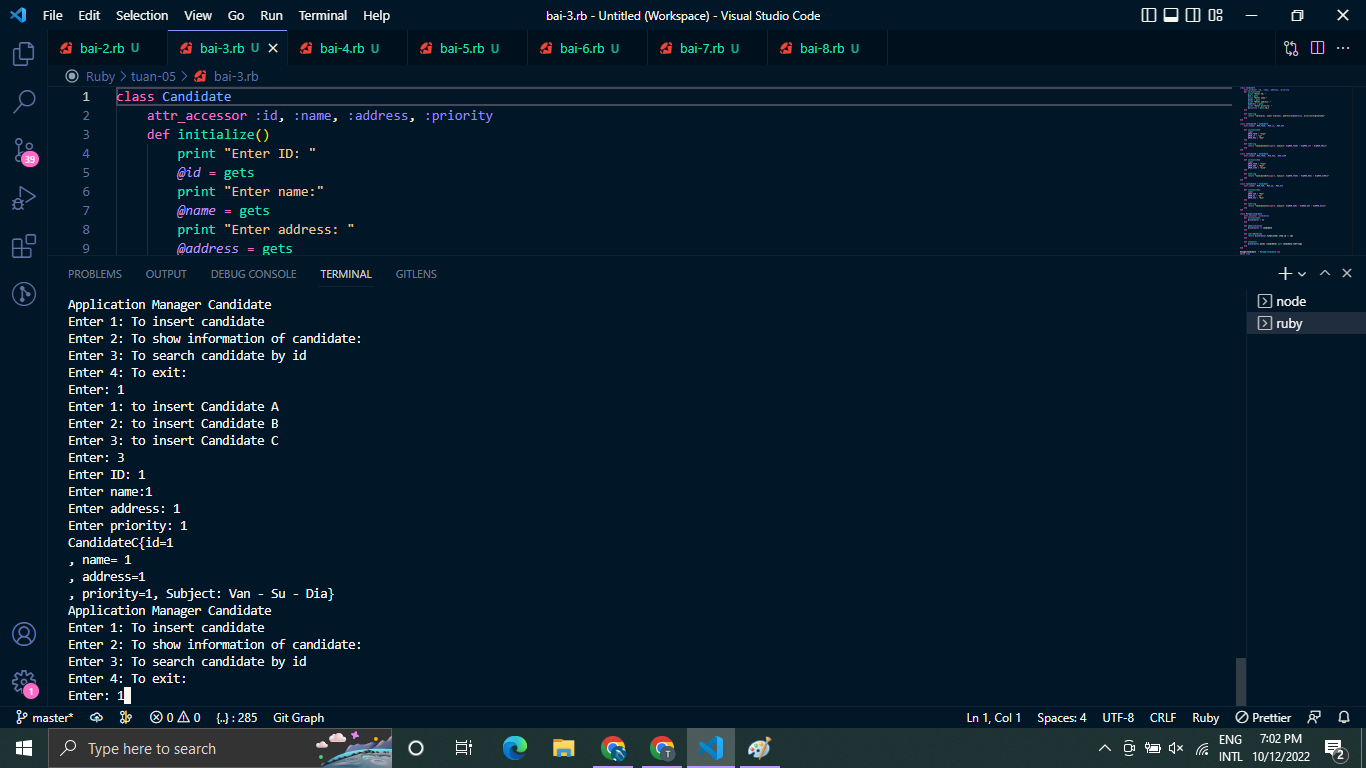 File Edit Selection View Go Run Terminal Help bai-3.rb - Untitled (Workspace) - Visual Studio Code
bai-2.rb U bai-3.rb U bai-4.rb U bai-5.rb U bai-6.rb U bai-7.rb U bai-8.rb U
Ruby > tuan-05 > bai-3.rb
1 class Candidate
2 attr_accessor :id, :name, :address, :priority
3 def initialize()
4 print "Enter ID: "
5 @id = gets
6 print "Enter name:"
7 @name = gets
8 print "Enter address: "
9 @address = gets
39
PROBLEMS OUTPUT DEBUG CONSOLE TERMINAL GITLENS
node
ruby
Application Manager Candidate
Enter 1: To insert candidate
Enter 2: To show information of candidate:
Enter 3: To search candidate by id
Enter 4: To exit:
Enter: 1
Enter 1: to insert Candidate A
Enter 2: to insert Candidate B
Enter 3: to insert Candidate C
Enter: 3
Enter ID: 1
Enter name:1
Enter address: 1
Enter priority: 1
CandidateC{id=1
, name= 1
, address=1
, priority=1, Subject: Van - Su - Dia}
Application Manager Candidate
Enter 1: To insert candidate
Enter 2: To show information of candidate:
Enter 3: To search candidate by id
Enter 4: To exit:
Enter: 1
1
master* 0 0 {..} : 285 Git Graph Ln 1, Col 1 Spaces: 4 UTF-8 CRLF Ruby Prettier
Type here to search
ENG
INTL
7:02 PM
10/12/2022
2